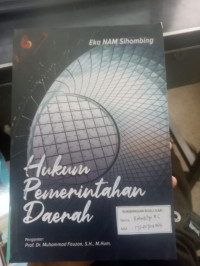 Eka NAM Sihombing
Hukum
Pemerintahan
Daerah
Pengantar:
Prof. Dr. Muhammad Fauzan, S.H., M.Hum.